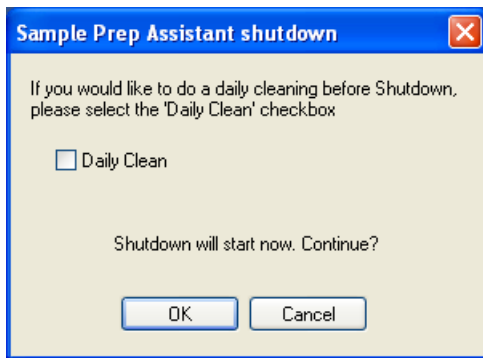 Sample Prep Assistant shutdown
If you would like to do a daily cleaning before Shutdown,
please select the 'Daily Clean' checkbox
Daily Clean
Shutdown will start now. Continue?
OK Cancel